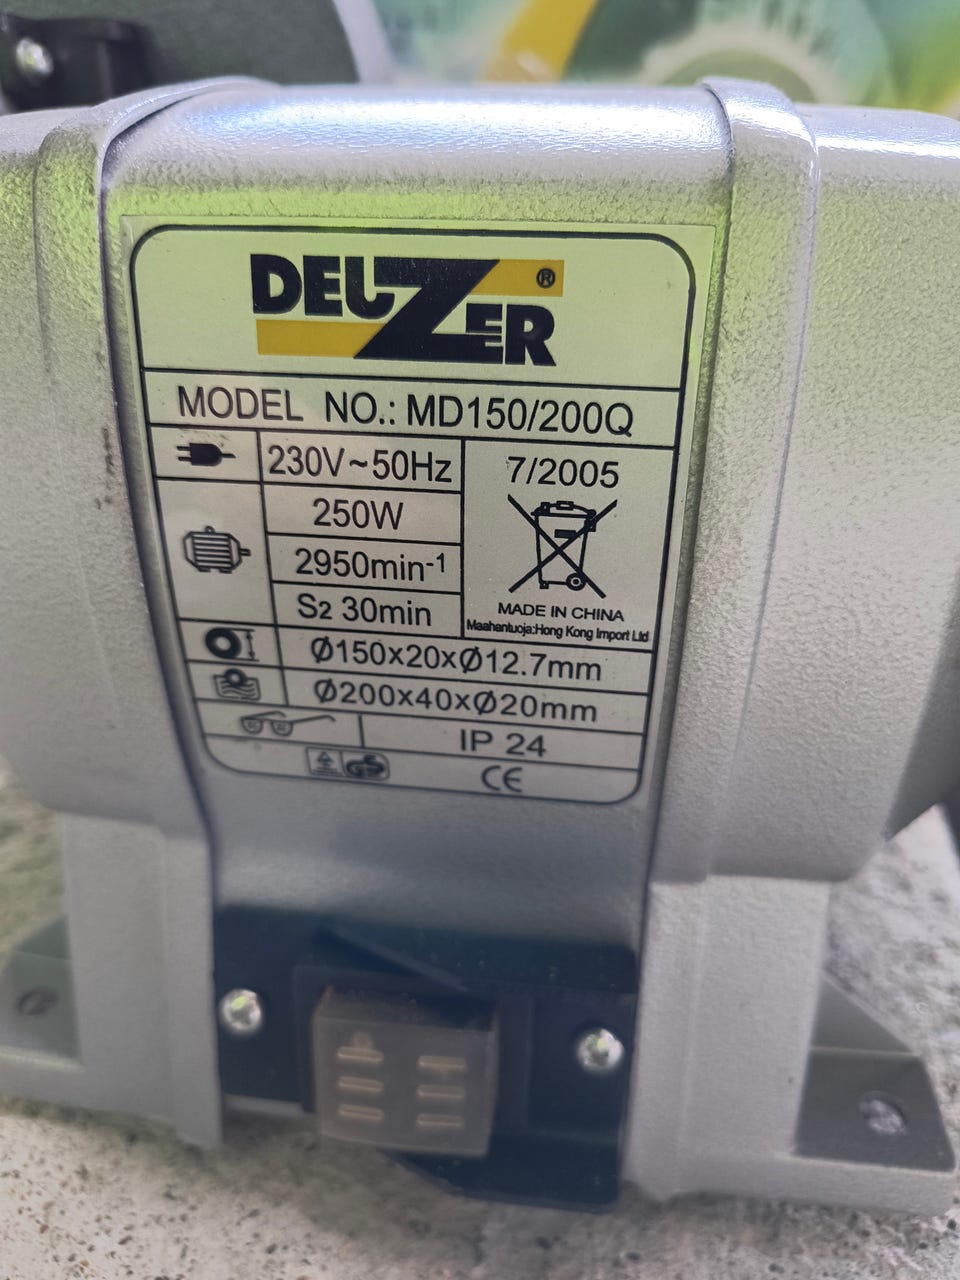 DEUZER ®
MODEL NO.: MD150/200Q
230V~50Hz
250W
2950min-1
S2 30min
7/2005
MADE IN CHINA
Maahantuoja:Hong Kong Import Ltd
Ø150x20xØ12.7mm
Ø200x40xØ20mm
IP 24
GS
CE